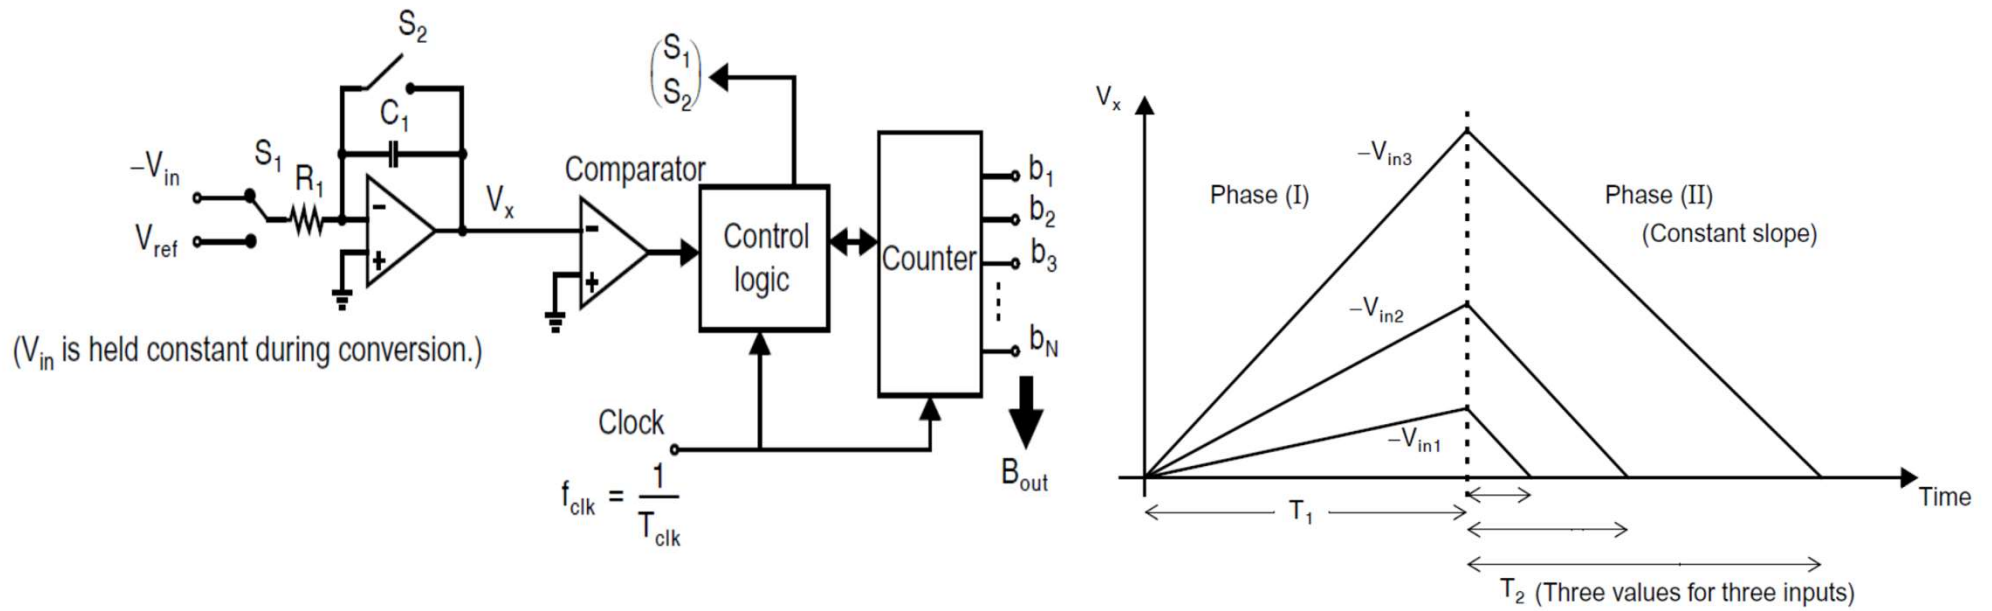 S2
C1
−Vin
S1
R1
Vref
-
+
Vx
(Vin is held constant during conversion.)
Comparator
-
+
(S1
S2)
Control
logic
Counter
b1
b2
b3
bN
Bout
Clock
fclk = 1
Tclk
Vx
−Vin3
Phase (I)
Phase (II)
(Constant slope)
−Vin2
−Vin1
Time
T1
T2 (Three values for three inputs)